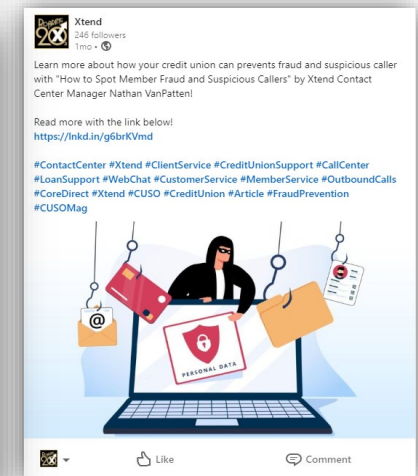 Xtend
246 followers
1mo •
Learn more about how your credit union can prevents fraud and suspicious caller
with "How to Spot Member Fraud and Suspicious Callers" by Xtend Contact
Center Manager Nathan VanPatten!
Read more with the link below!
https://lnkd.in/g6brKVmd
#ContactCenter #Xtend #ClientService #CreditUnionSupport #CallCenter
#LoanSupport #WebChat #CustomerService #MemberService #OutboundCalls
#CoreDirect #Xtend #CUSO #CreditUnion #Article #FraudPrevention
#CUSOMag
@
PERSONAL DATA
Like
Comment